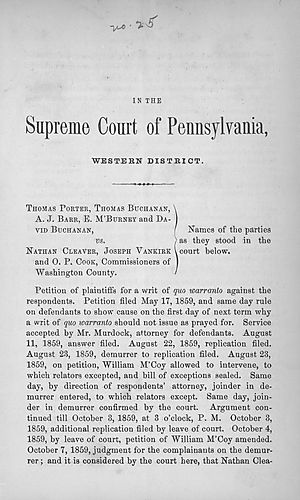 no. 25
IN THE
Supreme Court of Pennsylvania,
WESTERN DISTRICT.
THOMAS PORTER, THOMAS BUCHANAN,
A. J. BARR, E. M'BURNEY and DA-
VID BUCHANAN, Names of the parties
vs. as they stood in the
NATHAN CLEAVER, JOSEPH VANKIRK court below.
and O. P. COOK, Commissioners of
Washington County.
Petition of plaintiffs for a writ of quo warranto against the
respondents. Petition filed May 17, 1859, and same day rule
on defendants to show cause on the first day of next term why
a writ of quo warranto should not issue as prayed for. Service
accepted by Mr. Murdock, attorney for defendants. August
11, 1859, answer filed. August 22, 1859, replication filed.
August 23, 1859, demurrer to replication filed. August 23,
1859, on petition, William M'Coy allowed to intervene, to
which relators excepted, and bill of exceptions sealed. Same
day, by direction of respondents' attorney, joinder in de-
murrer entered, to which relators except. Same day, join-
der in demurrer confirmed by the court. Argument con-
tinued till October 3, 1859, at 3 o'clock, P. M. October 3,
1859, additional replication filed by leave of court. October 4,
1859, by leave of court, petition of William M'Coy amended.
October 7, 1859, judgment for the complainants on the demur-
rer; and it is considered by the court here, that Nathan Clea-